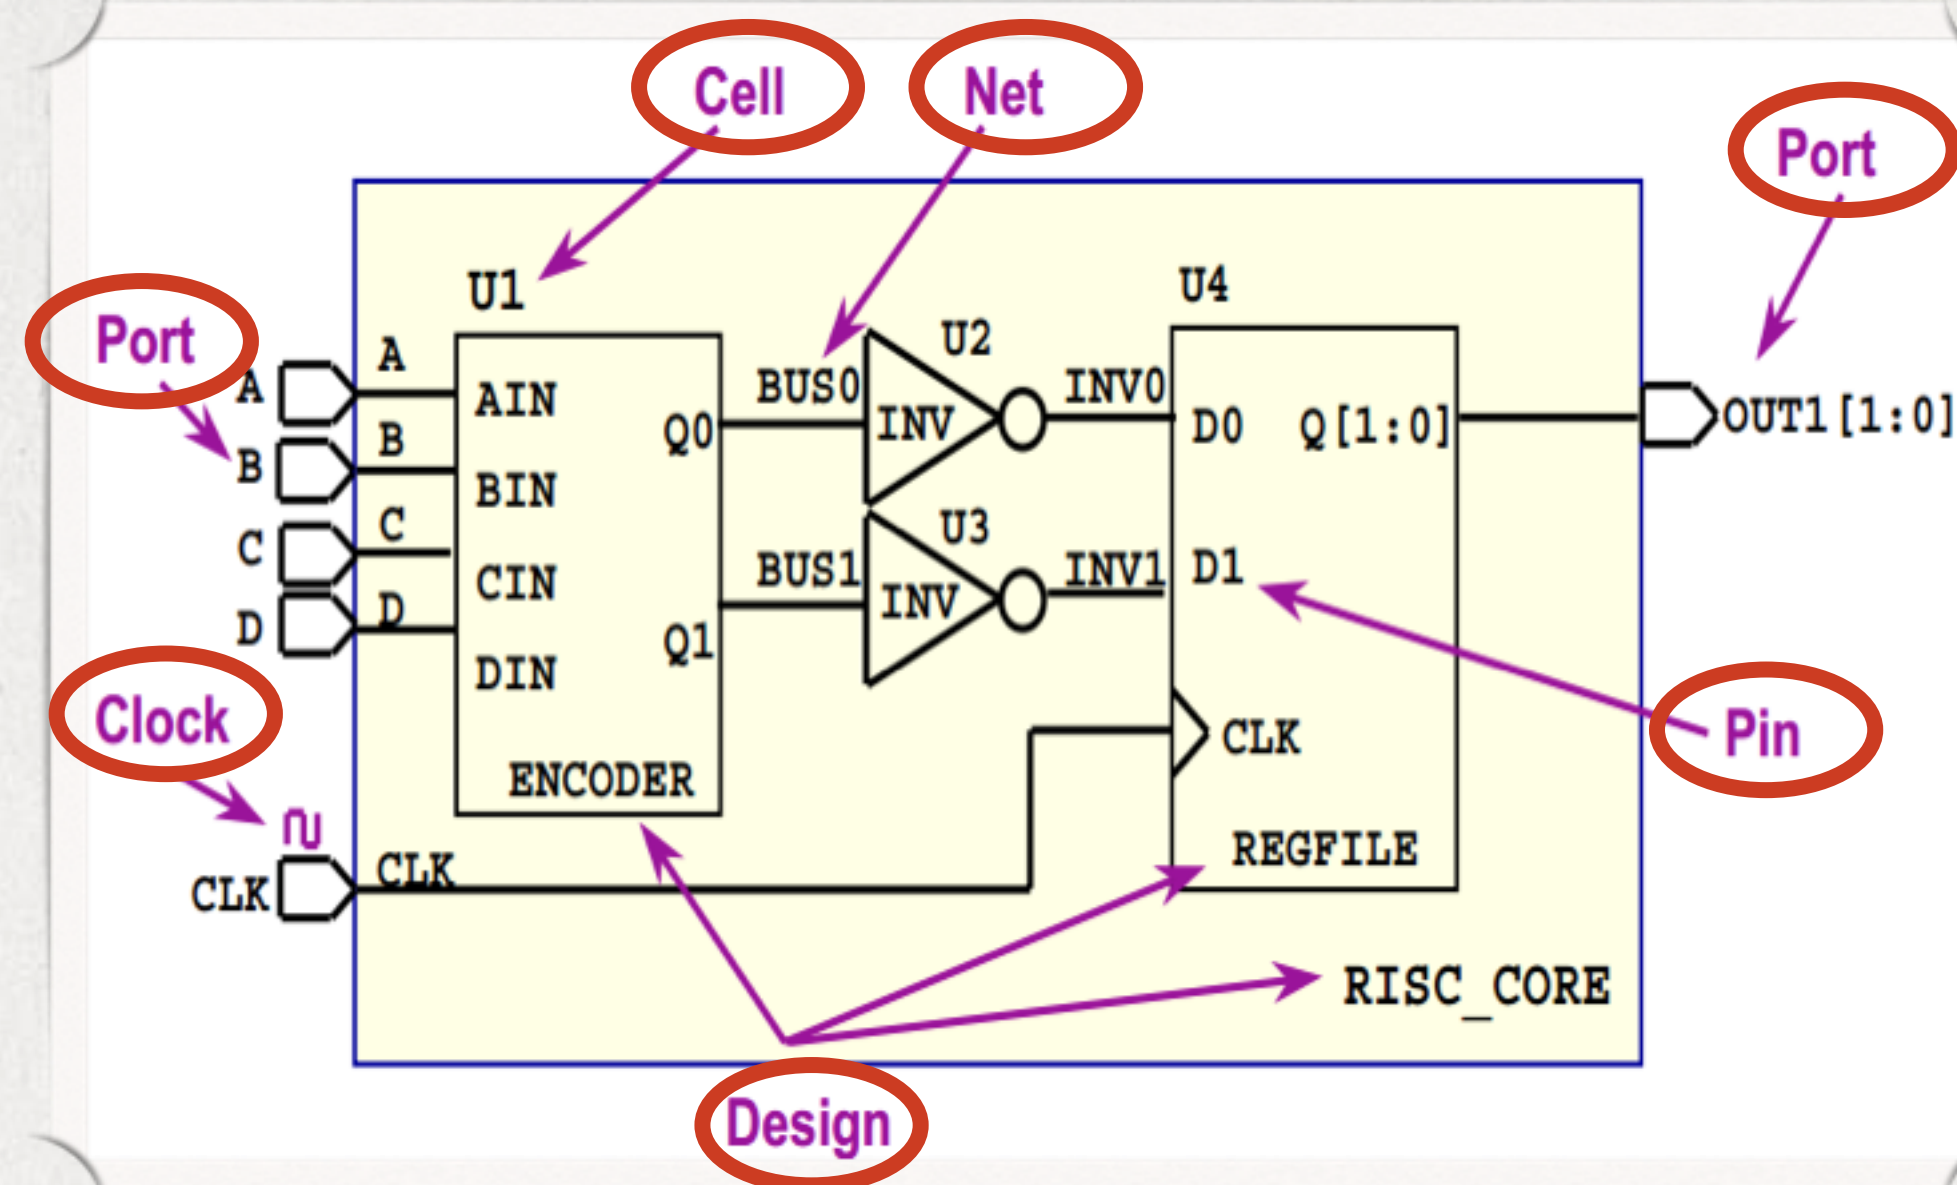 Cell
Net
Port
U1
U4
Port
U2
A
A
BUS0
INV0
AIN
INV
D0
Q[1:0]
OUT1[1:0]
Q0
B
B
BIN
C
U3
C
BUS1
INV1
D1
CIN
INV
D
D
Q1
DIN
Clock
CLK
Pin
ENCODER
REGFILE
CLK
CLK
RISC_CORE
Design